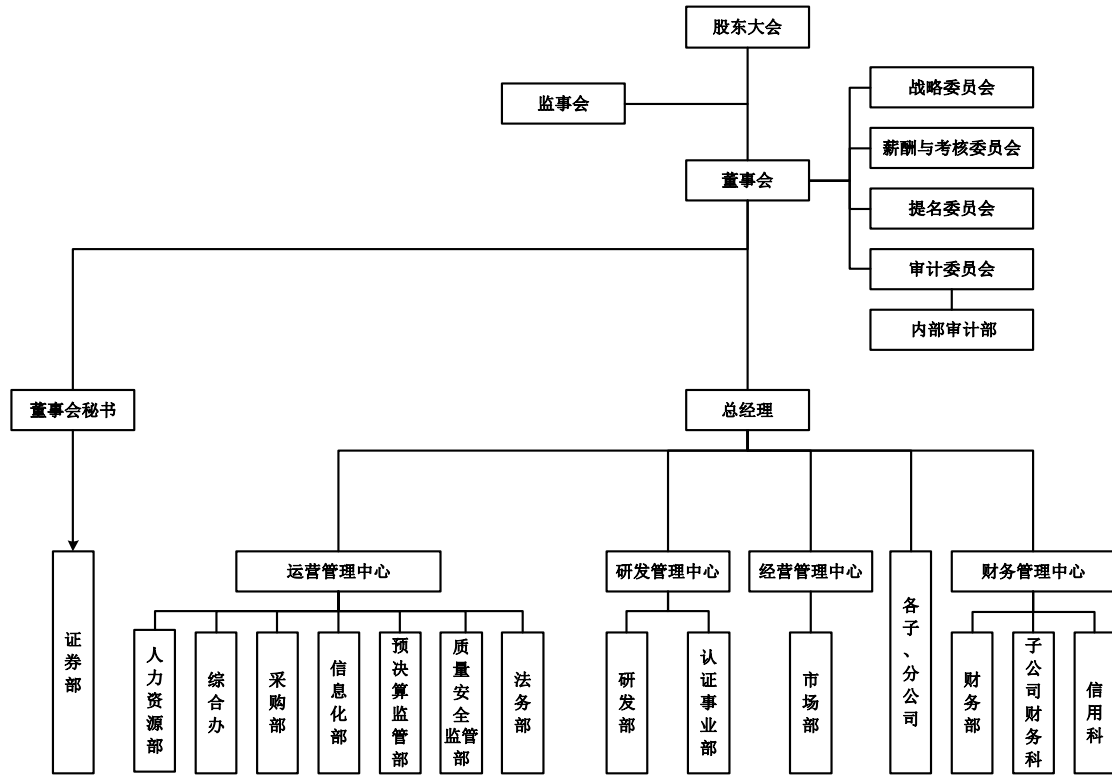 股东大会
监事会
战略委员会
薪酬与考核委员会
董事会
提名委员会
审计委员会
内部审计部
董事会秘书
总经理
运营管理中心
研发管理中心
经营管理中心
财务管理中心
证券部
人力资源部
综合办
采购部
信息化部
预决算监管部
质量安全监管部
法务部
研发部
认证事业部
市场部
各子、分公司
财务部
子公司财务科
信用科